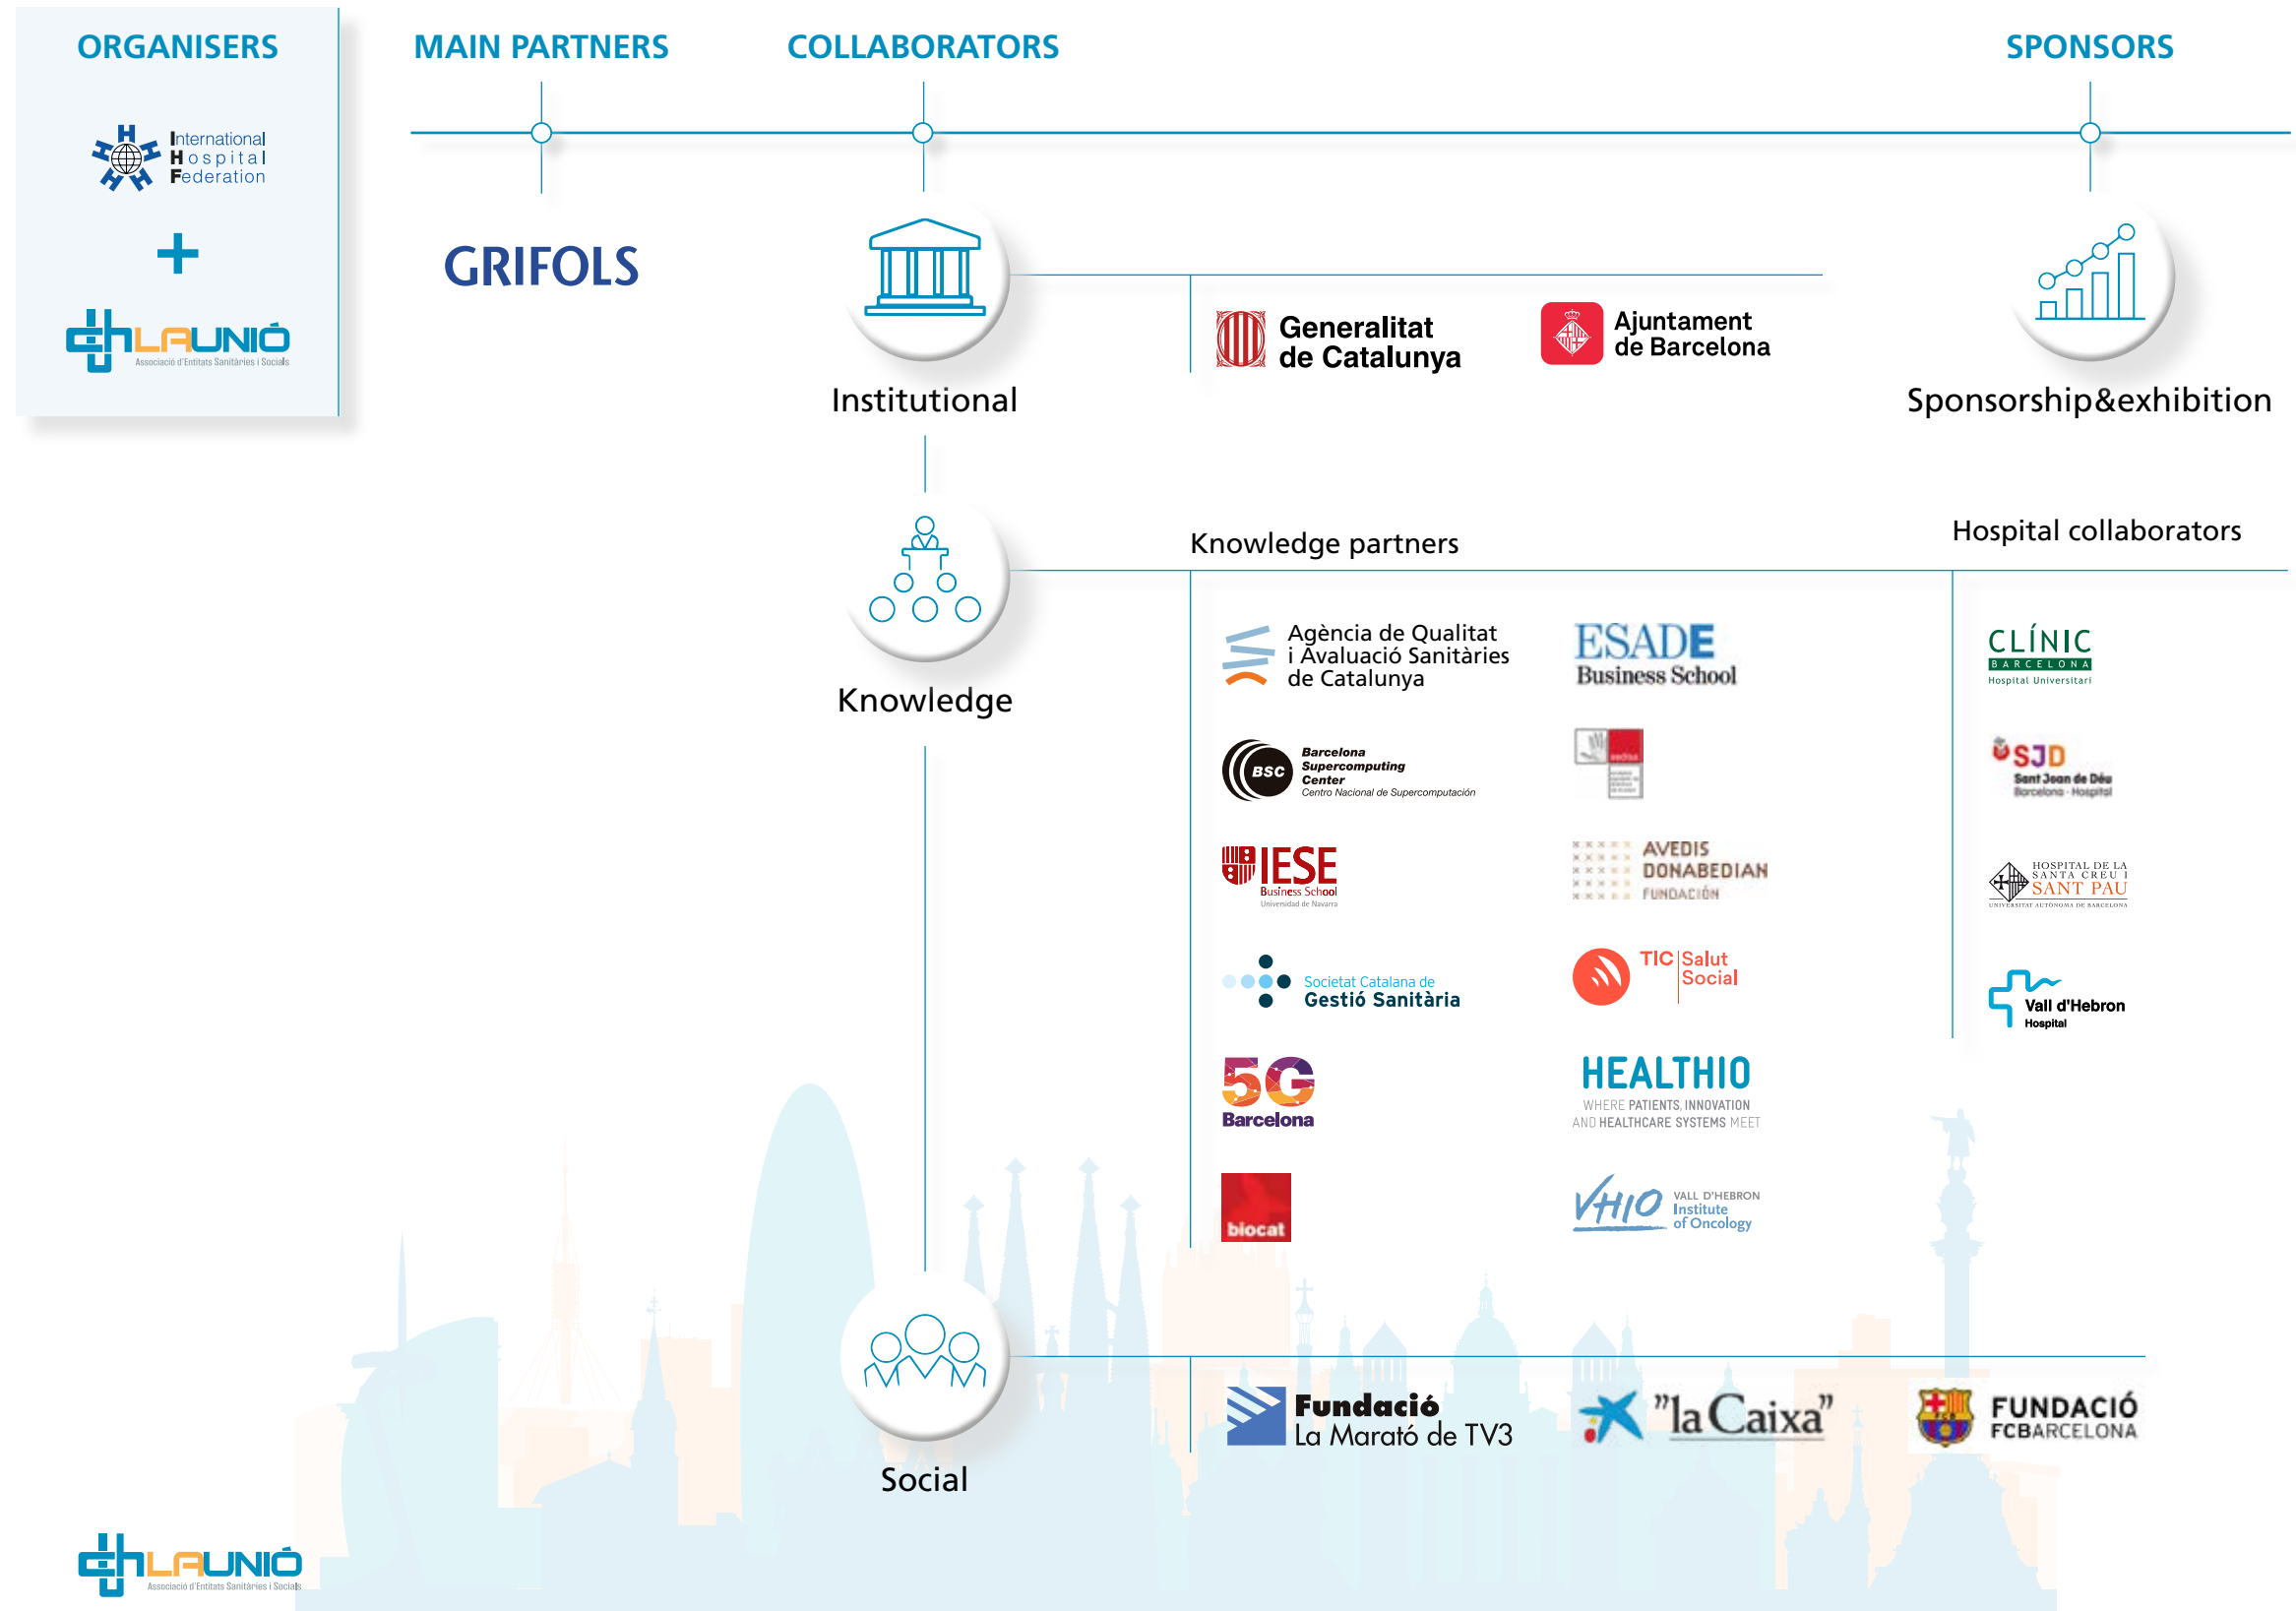 ORGANISERS
International
Hospital
Federation
+
LAUNIÓ
Associació d'Entitats Sanitàries i Socials
MAIN PARTNERS
GRIFOLS
COLLABORATORS
Institutional
Generalitat
de Catalunya
Ajuntament
de Barcelona
SPONSORS
Sponsorship&exhibition
Knowledge
Knowledge partners
Agència de Qualitat
i Avaluació Sanitàries
de Catalunya
ESADE
Business School
BSC
Barcelona
Supercomputing
Center
Centro Nacional de Supercomputación
sedisa
IESE
Business School
Universidad de Navarra
AVEDIS
DONABEDIAN
FUNDACIÓN
Societat Catalana de
Gestió Sanitària
TIC Salut
Social
5G
Barcelona
HEALTHIO
WHERE PATIENTS, INNOVATION
AND HEALTHCARE SYSTEMS MEET
biocat
VHIO
VALL D'HEBRON
Institute
of Oncology
Hospital collaborators
CLÍNIC
BARCELONA
Hospital Universitari
SJD
Sant Joan de Déu
Barcelona · Hospital
HOSPITAL DE LA
SANTA CREU I
SANT PAU
UNIVERSITAT AUTÒNOMA DE BARCELONA
Vall d'Hebron
Hospital
Social
Fundació
La Marató de TV3
"la Caixa"
FCB
FUNDACIÓ
FCBARCELONA
LAUNIÓ
Associació d'Entitats Sanitàries i Socials